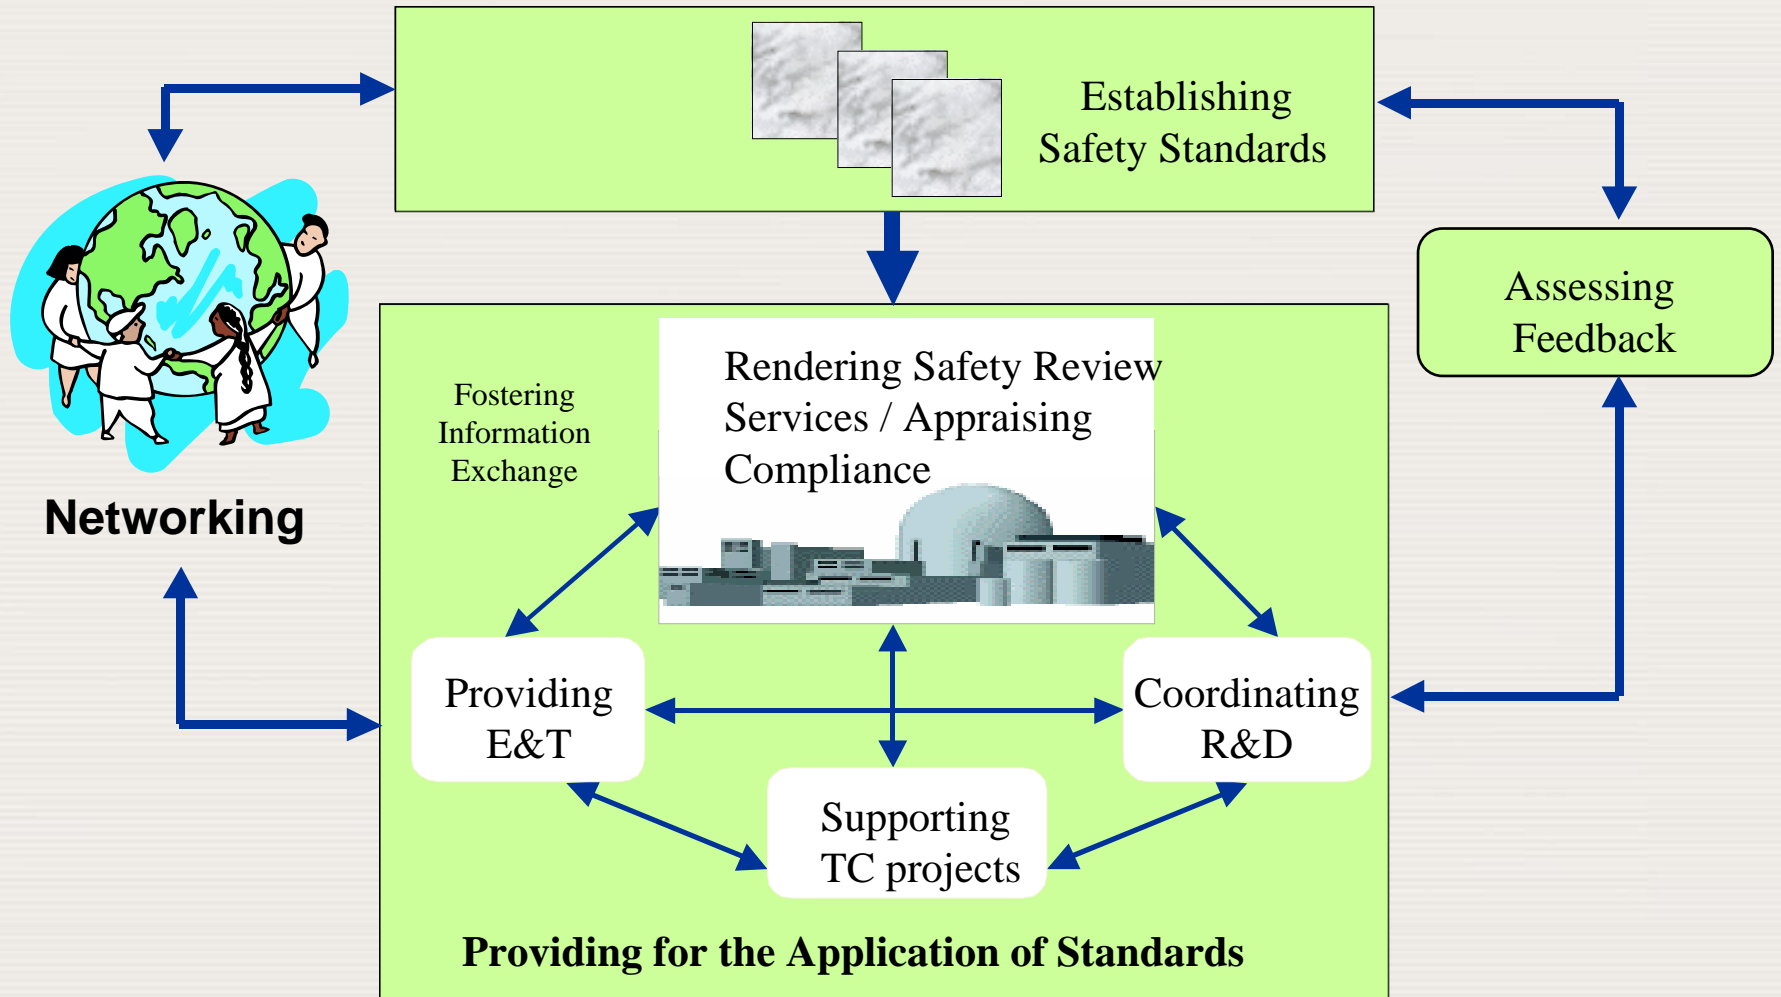 Establishing
Safety Standards
Assessing
Feedback
Networking
Fostering
Information
Exchange
Rendering Safety Review
Services / Appraising
Compliance
Providing
E&T
Coordinating
R&D
Supporting
TC projects
Providing for the Application of Standards